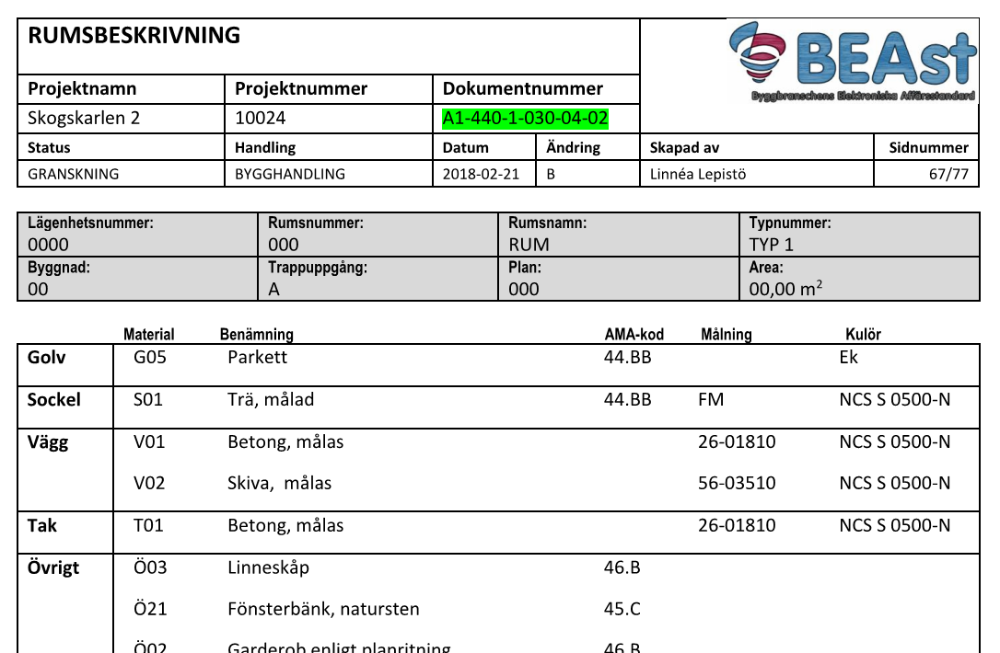 RUMSBESKRIVNING
BEAst
Byggbranschens Elektroniska Affärsstandard
Projektnamn Projektnummer Dokumentnummer
Skogskarlen 2 10024 A1-440-1-030-04-02
Status Handling Datum Ändring Skapad av Sidnummer
GRANSKNING BYGGHANDLING 2018-02-21 B Linnéa Lepistö 67/77
Lägenhetsnummer: Rumsnummer: Rumsnamn: Typnummer:
0000 000 RUM TYP 1
Byggnad: Trappuppgång: Plan: Area:
00 A 000 00,00 m²
Material Benämning AMA-kod Målning Kulör
Golv G05 Parkett 44.BB Ek
Sockel S01 Trä, målad 44.BB FM NCS S 0500-N
Vägg V01 Betong, målas 26-01810 NCS S 0500-N
V02 Skiva, målas 56-03510 NCS S 0500-N
Tak T01 Betong, målas 26-01810 NCS S 0500-N
Övrigt Ö03 Linneskåp 46.B
Ö21 Fönsterbänk, natursten 45.C
Ö02 Garderob enligt planritning 46.B